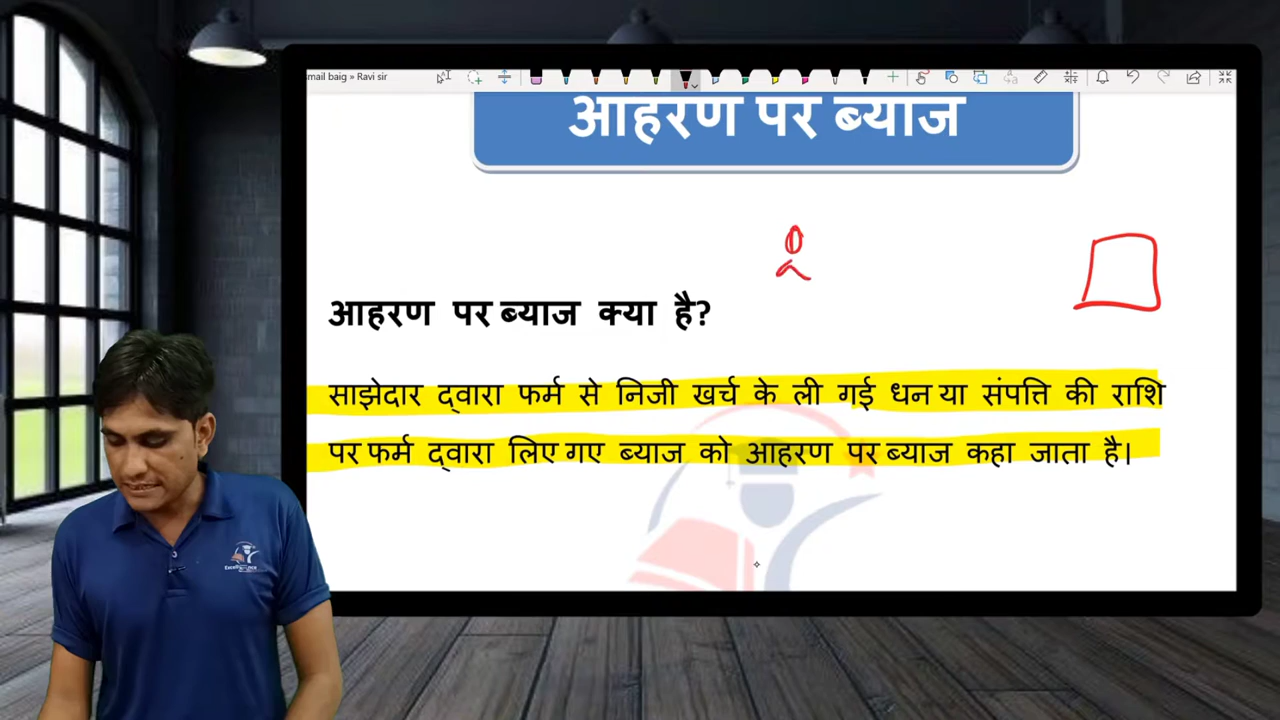 mail baig » Ravi sir
आहरण पर ब्याज
आहरण पर ब्याज क्या है?
साझेदार द्वारा फर्म से निजी खर्च के ली गई धन या संपत्ति की राशि
पर फर्म द्वारा लिए गए ब्याज को आहरण पर ब्याज कहा जाता है।